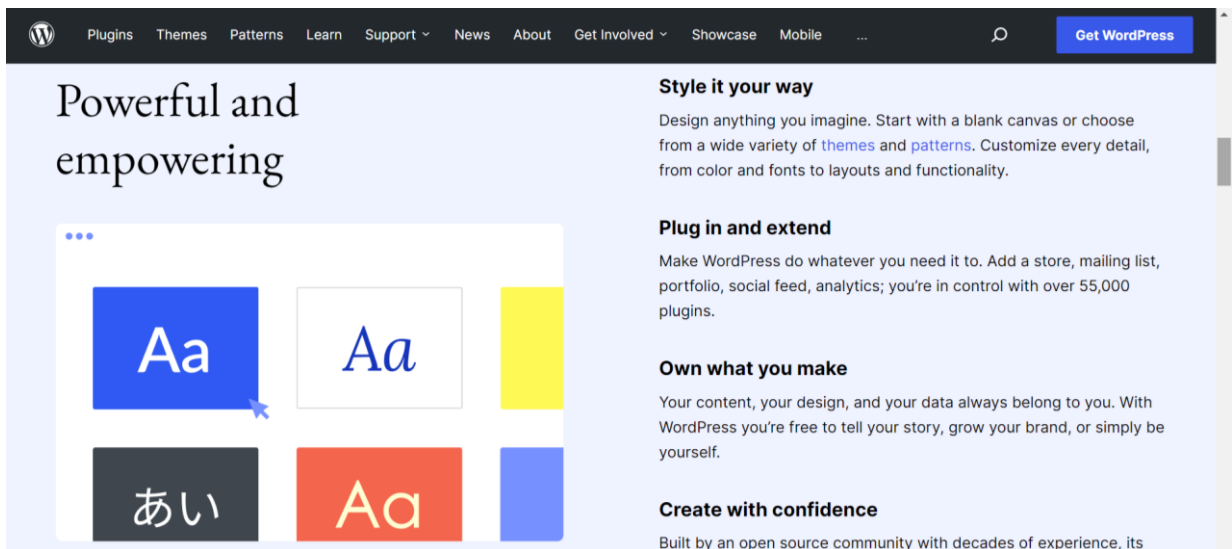 Plugins Themes Patterns Learn Support News About Get Involved Showcase Mobile ... Get WordPress
Powerful and
empowering
Aa Aa
あい Aa
Style it your way
Design anything you imagine. Start with a blank canvas or choose
from a wide variety of themes and patterns. Customize every detail,
from color and fonts to layouts and functionality.
Plug in and extend
Make WordPress do whatever you need it to. Add a store, mailing list,
portfolio, social feed, analytics; you're in control with over 55,000
plugins.
Own what you make
Your content, your design, and your data always belong to you. With
WordPress you're free to tell your story, grow your brand, or simply be
yourself.
Create with confidence
Built by an open source community with decades of experience, its